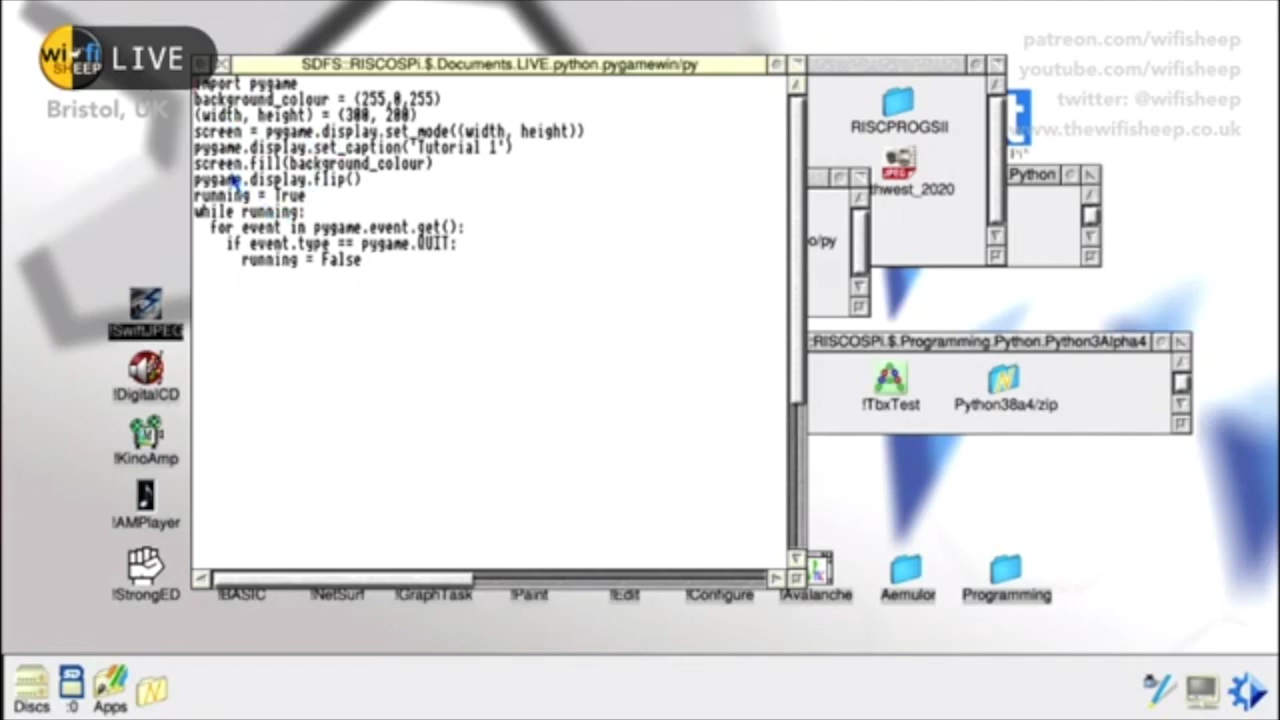 wifi
SHEEP
LIVE
Bristol, UK
patreon.com/wifisheep
youtube.com/wifisheep
twitter: @wifisheep
www.thewifisheep.co.uk
SDFS::RISCOSPi.$.Documents.LIVE.python.pygamewin/py
import pygame
background_colour = (255,0,255)
(width, height) = (300, 200)
screen = pygame.display.set_mode((width, height))
pygame.display.set_caption('Tutorial 1')
screen.fill(background_colour)
pygame.display.flip()
running = True
while running:
for event in pygame.event.get():
if event.type == pygame.QUIT:
running = False
RISCPROGSII
JPEG
thwest_2020
Python
o/py
:RISCOSPi.$.Programming.Python.Python3Alpha4
!TbxTest
Python38a4/zip
!SwiftJPEG
!DigitalCD
!KinoAmp
!AMPlayer
!StrongED
!BASIC
!NetSurf
!GraphTask
!Paint
!Edit
!Configure
!Avalanche
Aemulor
Programming
Discs
:0
Apps